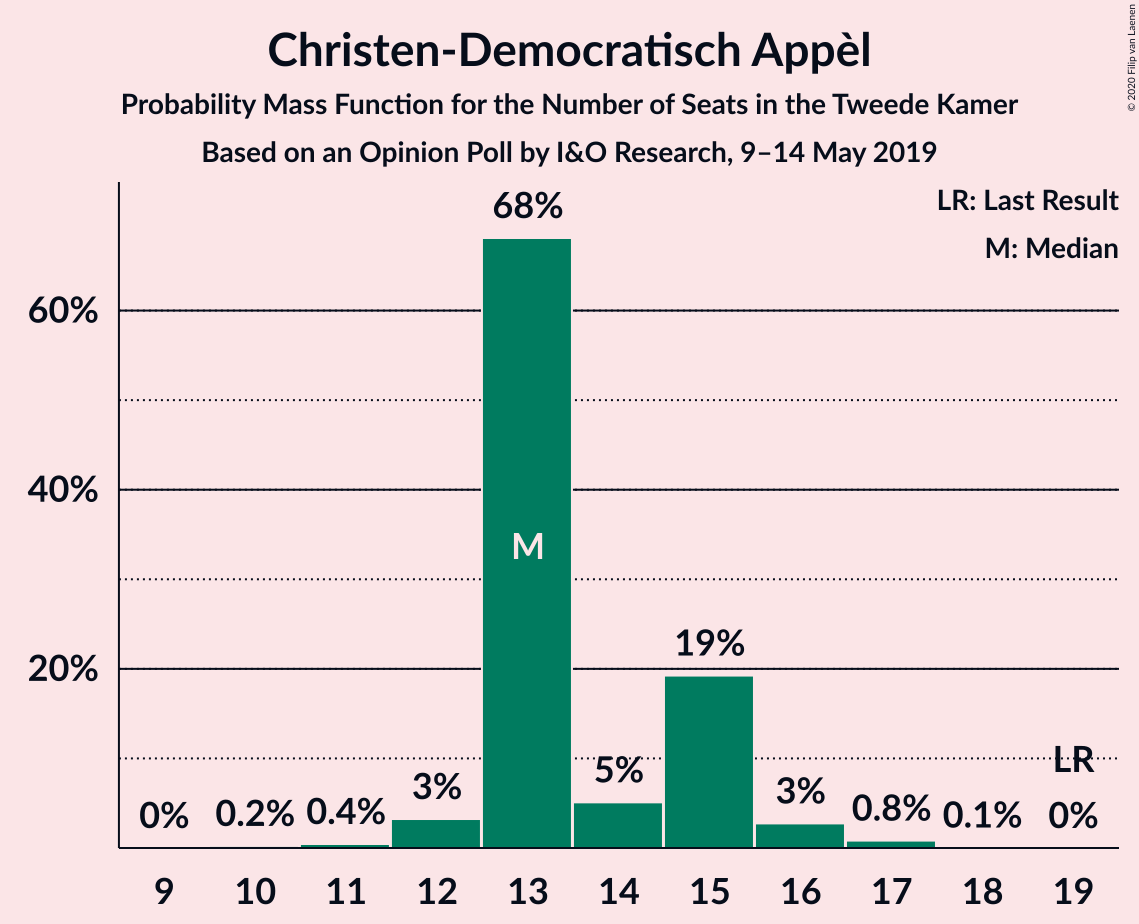 Christen-Democratisch Appèl
Probability Mass Function for the Number of Seats in the Tweede Kamer
Based on an Opinion Poll by I&O Research, 9–14 May 2019
© 2020 Filip van Laenen
LR: Last Result
M: Median
68%
60%
40%
M
19%
20%
LR
5%
3%
3%
0%
0.2%
0.4%
0.8%
0.1%
0%
9 10 11 12 13 14 15 16 17 18 19